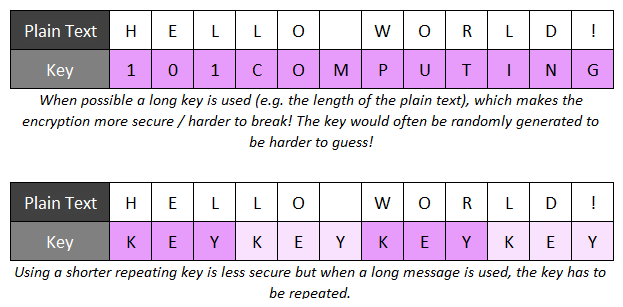 Plain Text H E L L O W O R L D !
Key 1 0 1 C O M P U T I N G
When possible a long key is used (e.g. the length of the plain text), which makes the
encryption more secure / harder to break! The key would often be randomly generated to
be harder to guess!
Plain Text H E L L O W O R L D !
Key K E Y K E Y K E Y K E Y
Using a shorter repeating key is less secure but when a long message is used, the key has to
be repeated.